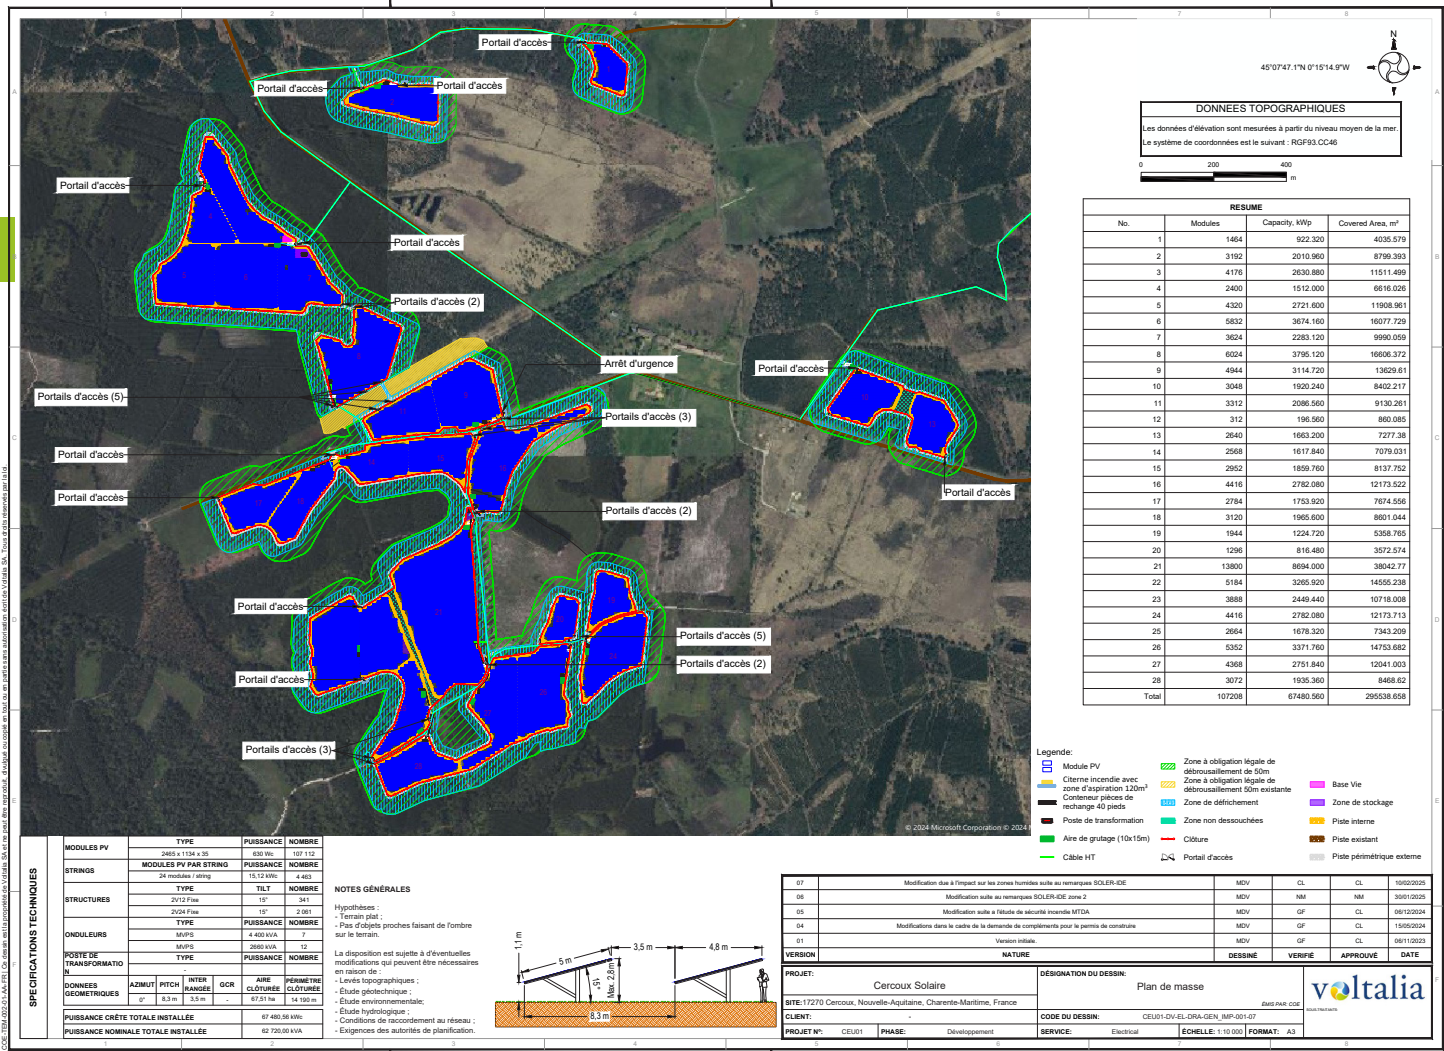 Portail d'accès
Portail d'accès
Portail d'accès
Portail d'accès
Portail d'accès
Portails d'accès (2)
Arrêt d'urgence
Portail d'accès
Portails d'accès (5)
Portails d'accès (3)
Portail d'accès
Portail d'accès
Portail d'accès
Portails d'accès (2)
Portail d'accès
Portails d'accès (5)
Portails d'accès (2)
Portail d'accès
Portails d'accès (3)
© 2024 Microsoft Corporation © 2024 M
N
45°07'47.1"N 0°15'14.9"W
DONNEES TOPOGRAPHIQUES
Les données d'élévation sont mesurées à partir du niveau moyen de la mer.
Le système de coordonnées est le suivant : RGF93.CC46
0 200 400
m
RESUME
No. Modules Capacity, kWp Covered Area, m²
1 1464 922.320 4035.579
2 3192 2010.960 8799.393
3 4176 2630.880 11511.499
4 2400 1512.000 6616.026
5 4320 2721.600 11908.961
6 5832 3674.160 16077.729
7 3624 2283.120 9990.059
8 6024 3795.120 16606.372
9 4944 3114.720 13629.61
10 3048 1920.240 8402.217
11 3312 2086.560 9130.261
12 312 196.560 860.085
13 2640 1663.200 7277.38
14 2568 1617.840 7079.031
15 2952 1859.760 8137.752
16 4416 2782.080 12173.522
17 2784 1753.920 7674.556
18 3120 1965.600 8601.044
19 1944 1224.720 5358.765
20 1296 816.480 3572.574
21 13800 8694.000 38042.77
22 5184 3265.920 14555.238
23 3888 2449.440 10718.008
24 4416 2782.080 12173.713
25 2664 1678.320 7343.209
26 5352 3371.760 14753.682
27 4368 2751.840 12041.003
28 3072 1935.360 8468.62
Total 107208 67480.560 295538.658
Legende:
Module PV
Citerne incendie avec
zone d'aspiration 120m³
Conteneur pièces de
rechange 40 pieds
Poste de transformation
Aire de grutage (10x15m)
Câble HT
Zone à obligation légale de
débroussaillement de 50m
Zone à obligation légale de
débroussaillement 50m existante
Zone de défrichement
Zone non dessouchées
Clôture
Portail d'accès
Base Vie
Zone de stockage
Piste interne
Piste existant
Piste périmétrique externe
SPECIFICATIONS TECHNIQUES
MODULES PV TYPE PUISSANCE NOMBRE
2465 x 1134 x 35 630 Wc 107 112
STRINGS MODULES PV PAR STRING PUISSANCE NOMBRE
24 modules / string 15,12 kWc 4 463
STRUCTURES TYPE TILT NOMBRE
2V12 Fixe 15° 341
2V24 Fixe 15° 2 061
ONDULEURS TYPE PUISSANCE NOMBRE
MVPS 4 400 kVA 7
MVPS 2660 kVA 12
POSTE DE TRANSFORMATIO N TYPE PUISSANCE NOMBRE
-
DONNEES GEOMETRIQUES AZIMUT PITCH INTER RANGÉE GCR AIRE CLÔTURÉE PÉRIMÈTRE CLÔTURÉE
0° 8,3 m 3,5 m - 67,51 ha 14 190 m
PUISSANCE CRÊTE TOTALE INSTALLÉE 67 480,56 kWc
PUISSANCE NOMINALE TOTALE INSTALLÉE 62 720,00 kVA
NOTES GÉNÉRALES
Hypothèses :
- Terrain plat ;
- Pas d'objets proches faisant de l'ombre
sur le terrain.
La disposition est sujette à d'éventuelles
modifications qui peuvent être nécessaires
en raison de :
- Levés topographiques ;
- Étude géotechnique ;
- Étude environnementale;
- Étude hydrologique ;
- Conditions de raccordement au réseau ;
- Exigences des autorités de planification.
1,1 m
5 m
15°
Max. 2,8m
3,5 m
4,8 m
8,3 m
07 Modification due à l'impact sur les zones humides suite au remarques SOLER-IDE MDV CL CL 10/02/2025
06 Modification suite au remarques SOLER-IDE zone 2 MDV NM NM 30/01/2025
05 Modification suite a l'étude de sécurité incendie MTDA MDV GF CL 06/12/2024
04 Modifications dans le cadre de la demande de compléments pour le permis de construire MDV GF CL 15/05/2024
01 Version initiale. MDV GF CL 06/11/2023
VERSION NATURE DESSINÉ VERIFIÉ APPROUVÉ DATE
PROJET:
Cercoux Solaire
SITE: 17270 Cercoux, Nouvelle-Aquitaine, Charente-Maritime, France
CLIENT: -
PROJET N°: CEU01 PHASE: Développement
DÉSIGNATION DU DESSIN:
Plan de masse
ÉMIS PAR: COE
CODE DU DESSIN: CEU01-DV-EL-DRA-GEN_IMP-001-07
SERVICE: Electrical ÉCHELLE: 1:10 000 FORMAT: A3
voltalia